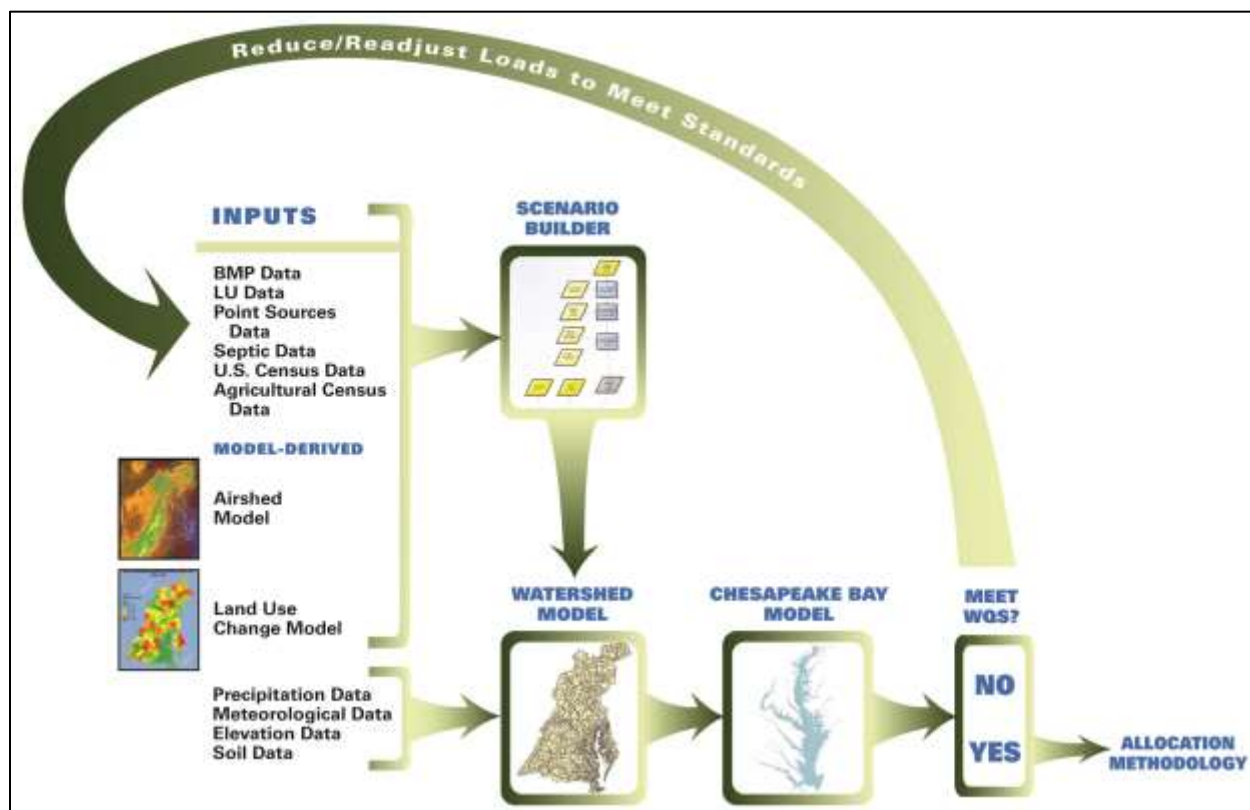 Reduce/Readjust Loads to Meet Standards
INPUTS
BMP Data
LU Data
Point Sources
Data
Septic Data
U.S. Census Data
Agricultural Census
Data
MODEL-DERIVED
Airshed
Model
Land Use
Change Model
Precipitation Data
Meteorological Data
Elevation Data
Soil Data
SCENARIO
BUILDER
WATERSHED
MODEL
CHESAPEAKE BAY
MODEL
MEET
WQS?
NO
YES
ALLOCATION
METHODOLOGY